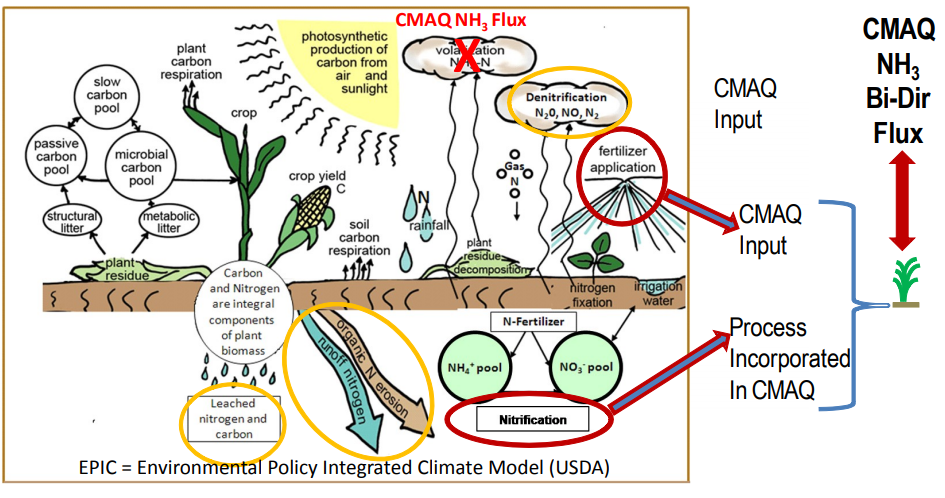 CMAQ NH3 Flux
photosynthetic
production of
carbon from
air and
sunlight
plant
carbon
respiration
slow
carbon
pool
passive
carbon
pool
microbial
carbon
pool
structural
litter
metabolic
litter
plant
residue
crop
crop yield
C
Carbon
and Nitrogen
are integral
components
of plant
biomass
Leached
nitrogen and
carbon
soil
carbon
respiration
N
rainfall
Denitrification
N20, NO, N2
Gas
N
fertilizer
application
plant
residue
decomposition
nitrogen
fixation
irrigation
water
runoff nitrogen
organic N erosion
N-Fertilizer
NH4+ pool
NO3- pool
Nitrification
EPIC = Environmental Policy Integrated Climate Model (USDA)
CMAQ
Input
CMAQ
Input
Process
Incorporated
In CMAQ
CMAQ
NH3
Bi-Dir
Flux